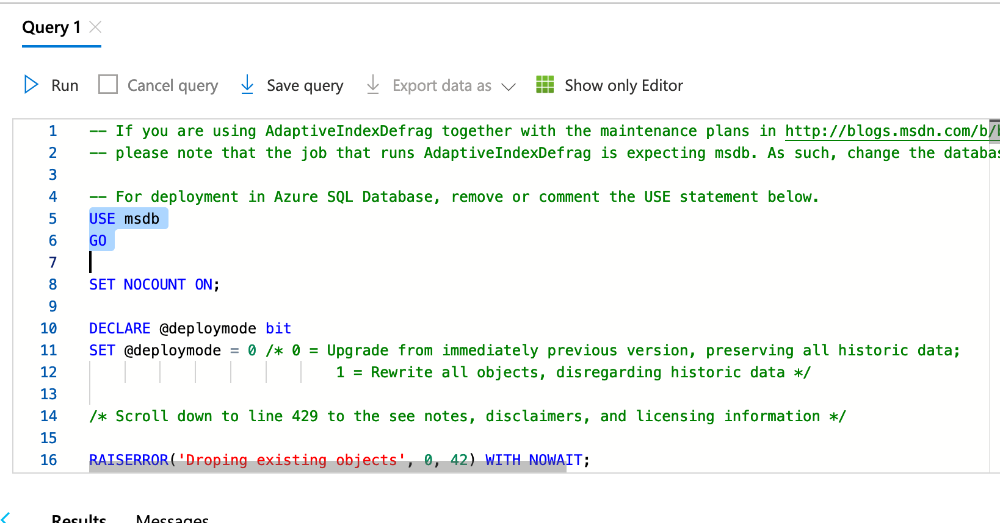 Query 1
Run Cancel query Save query Export data as Show only Editor
1 -- If you are using AdaptiveIndexDefrag together with the maintenance plans in http://blogs.msdn.com/b/
2 -- please note that the job that runs AdaptiveIndexDefrag is expecting msdb. As such, change the databas
3
4 -- For deployment in Azure SQL Database, remove or comment the USE statement below.
5 USE msdb
6 GO
7
8 SET NOCOUNT ON;
9
10 DECLARE @deploymode bit
11 SET @deploymode = 0 /* 0 = Upgrade from immediately previous version, preserving all historic data;
12 1 = Rewrite all objects, disregarding historic data */
13
14 /* Scroll down to line 429 to the see notes, disclaimers, and licensing information */
15
16 RAISERROR('Droping existing objects', 0, 42) WITH NOWAIT;
Results Messages